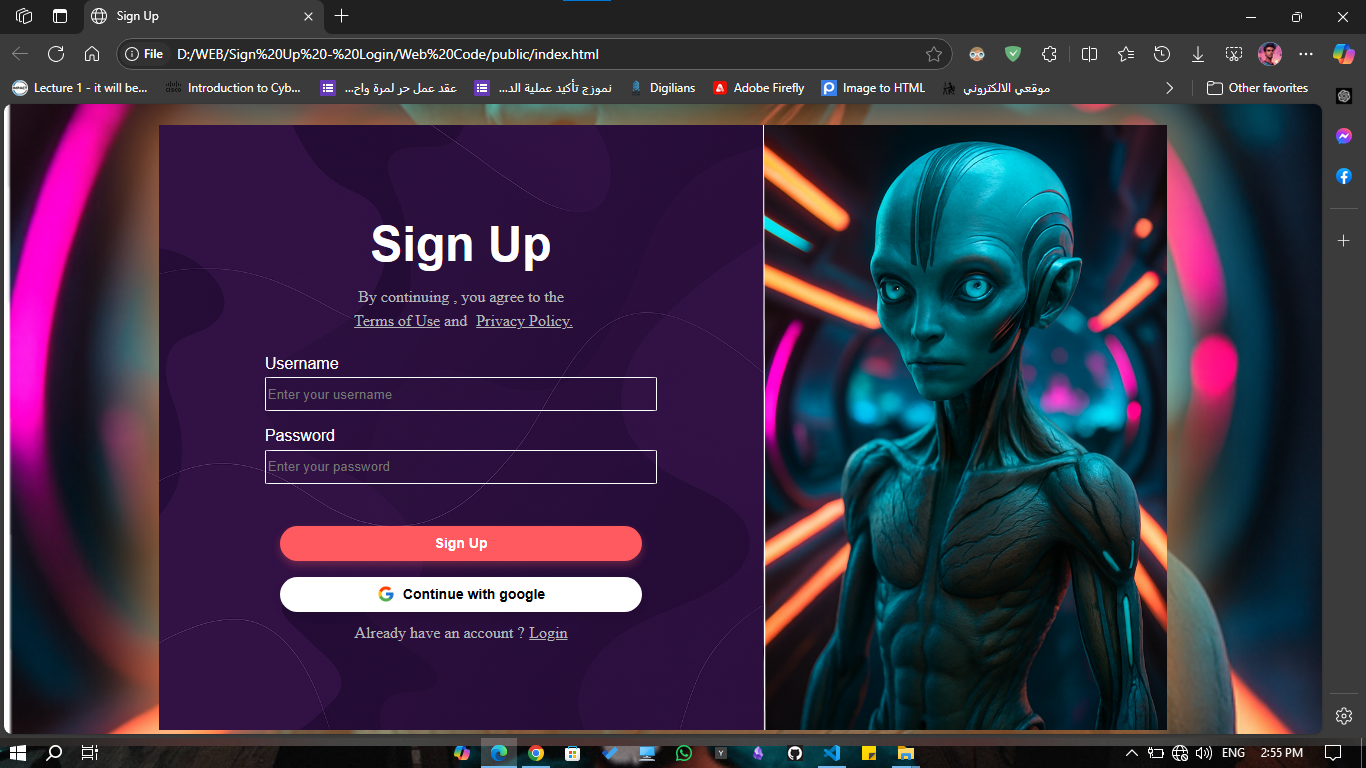 Sign Up
File D:/WEB/Sign%20Up%20-%20Login/Web%20Code/public/index.html
Lecture 1 - it will be... Introduction to Cyb... عقد عمل حر لمرة واح... نموزج تأكيد عملية الد... Digilians Adobe Firefly Image to HTML موقعي الالكتروني Other favorites
Sign Up
By continuing , you agree to the
Terms of Use and Privacy Policy.
Username
Enter your username
Password
Enter your password
Sign Up
Continue with google
Already have an account ? Login
ENG 2:55 PM